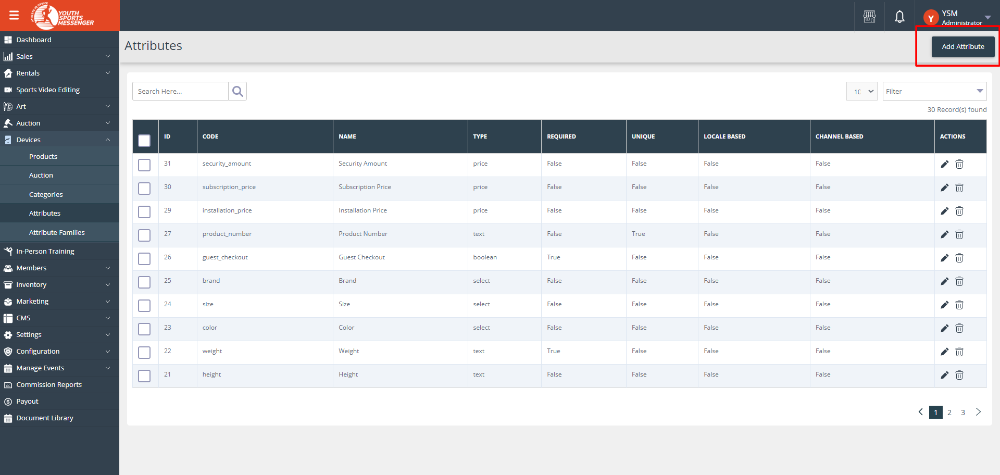 ATHLETE IQ DEVICE
YOUTH
SPORTS
MESSENGER
YSM
Administrator
Y
Dashboard
Sales
Rentals
Sports Video Editing
Art
Auction
Devices
Products
Auction
Categories
Attributes
Attribute Families
In-Person Training
Members
Inventory
Marketing
CMS
Settings
Configuration
Manage Events
Commission Reports
Payout
Document Library
Attributes
Add Attribute
Search Here...
10
Filter
30 Record(s) found
ID CODE NAME TYPE REQUIRED UNIQUE LOCALE BASED CHANNEL BASED ACTIONS
31 security_amount Security Amount price False False False False
30 subscription_price Subscription Price price False False False False
29 installation_price Installation Price price False False False False
27 product_number Product Number text False True False False
26 guest_checkout Guest Checkout boolean True False False False
25 brand Brand select False False False False
24 size Size select False False False False
23 color Color select False False False False
22 weight Weight text True False False False
21 height Height text False False False False
1 2 3